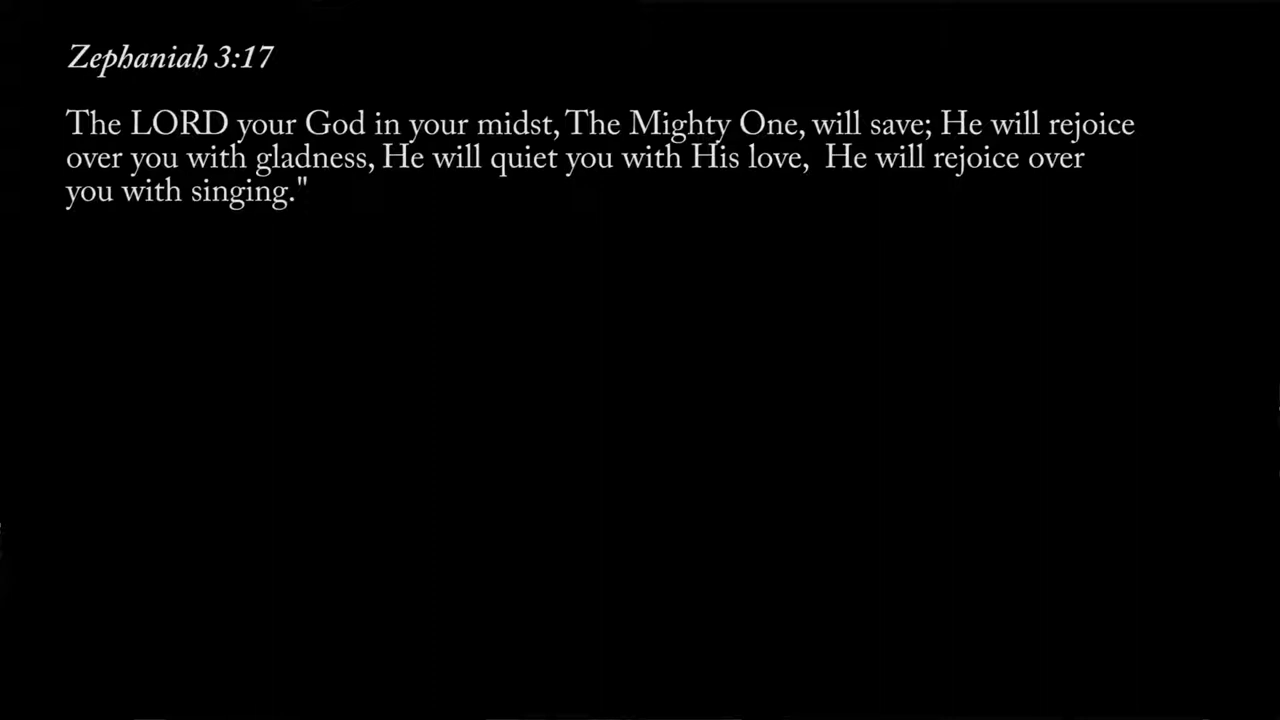 Zephaniah 3:17
The LORD your God in your midst, The Mighty One, will save; He will rejoice
over you with gladness, He will quiet you with His love,  He will rejoice over
you with singing."